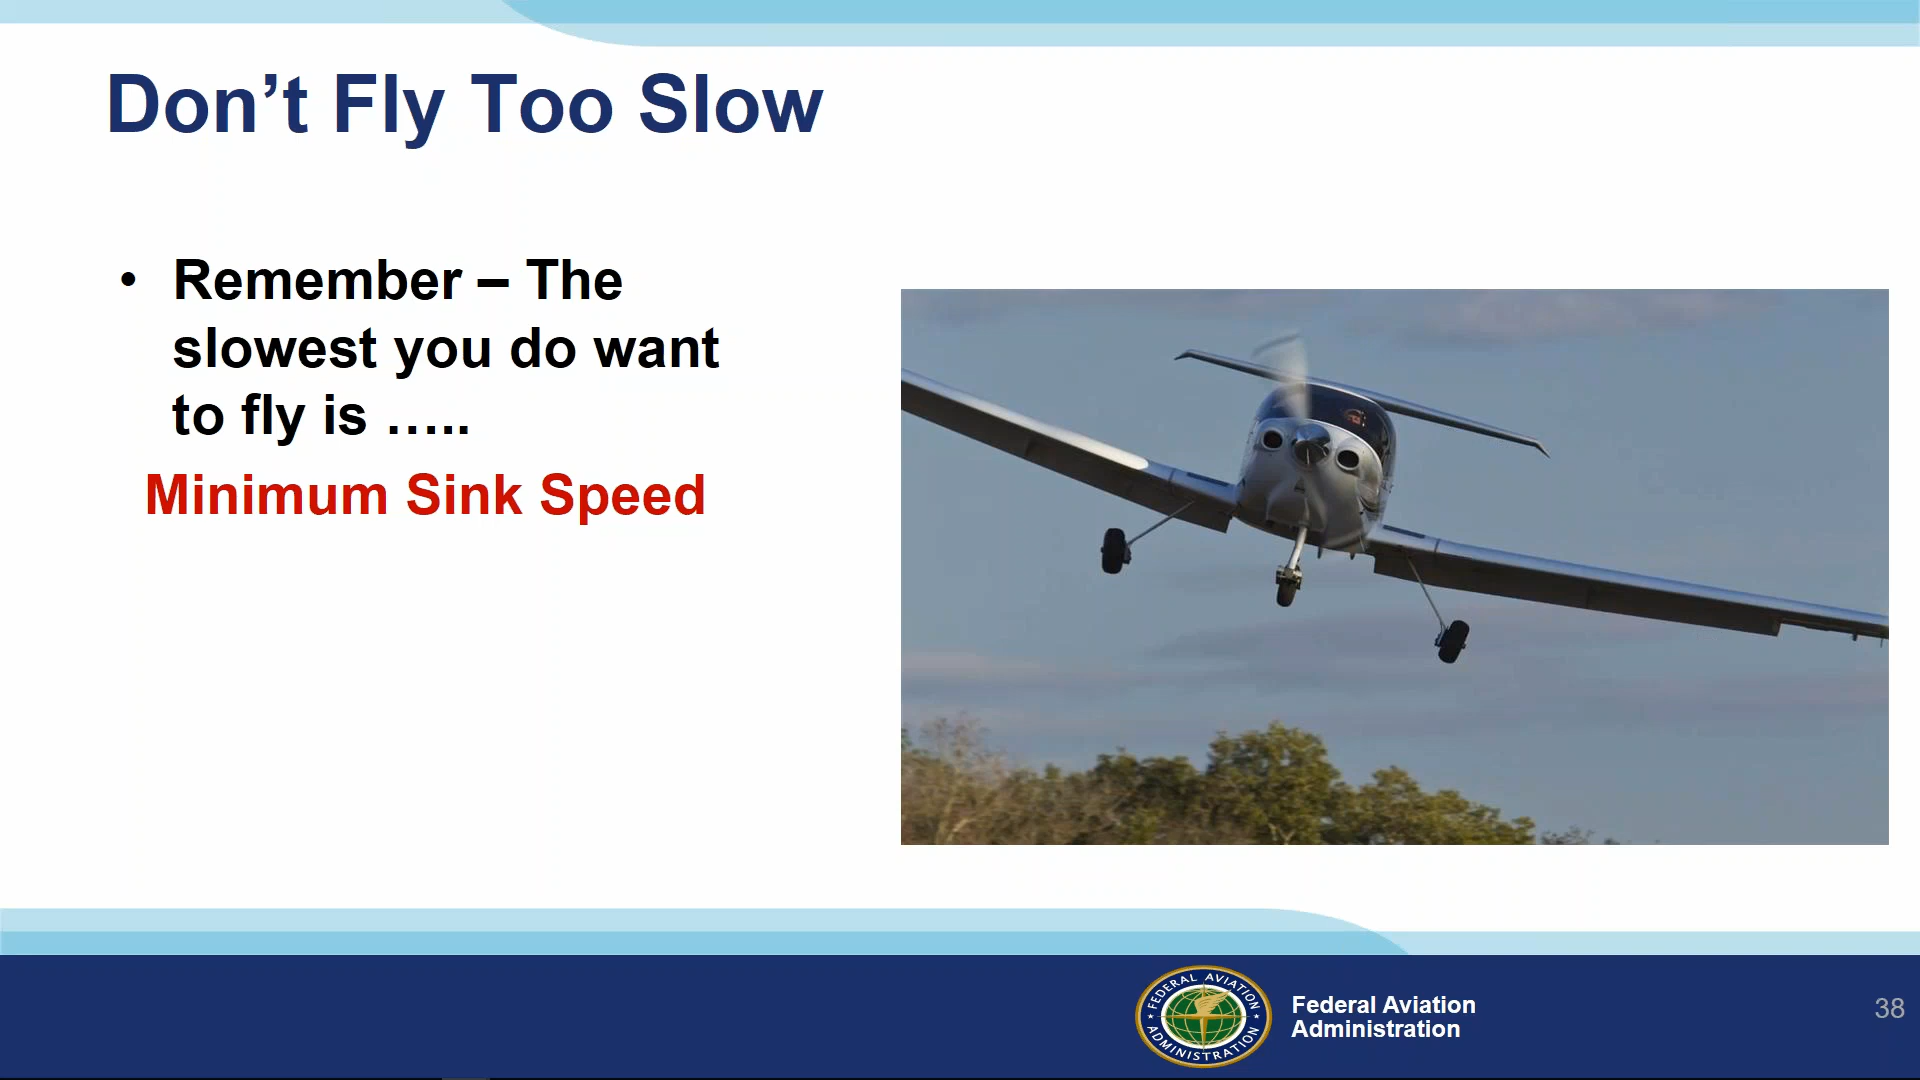 Don’t Fly Too Slow
• Remember – The
slowest you do want
to fly is …..
Minimum Sink Speed
FEDERAL AVIATION
ADMINISTRATION
Federal Aviation
Administration
38